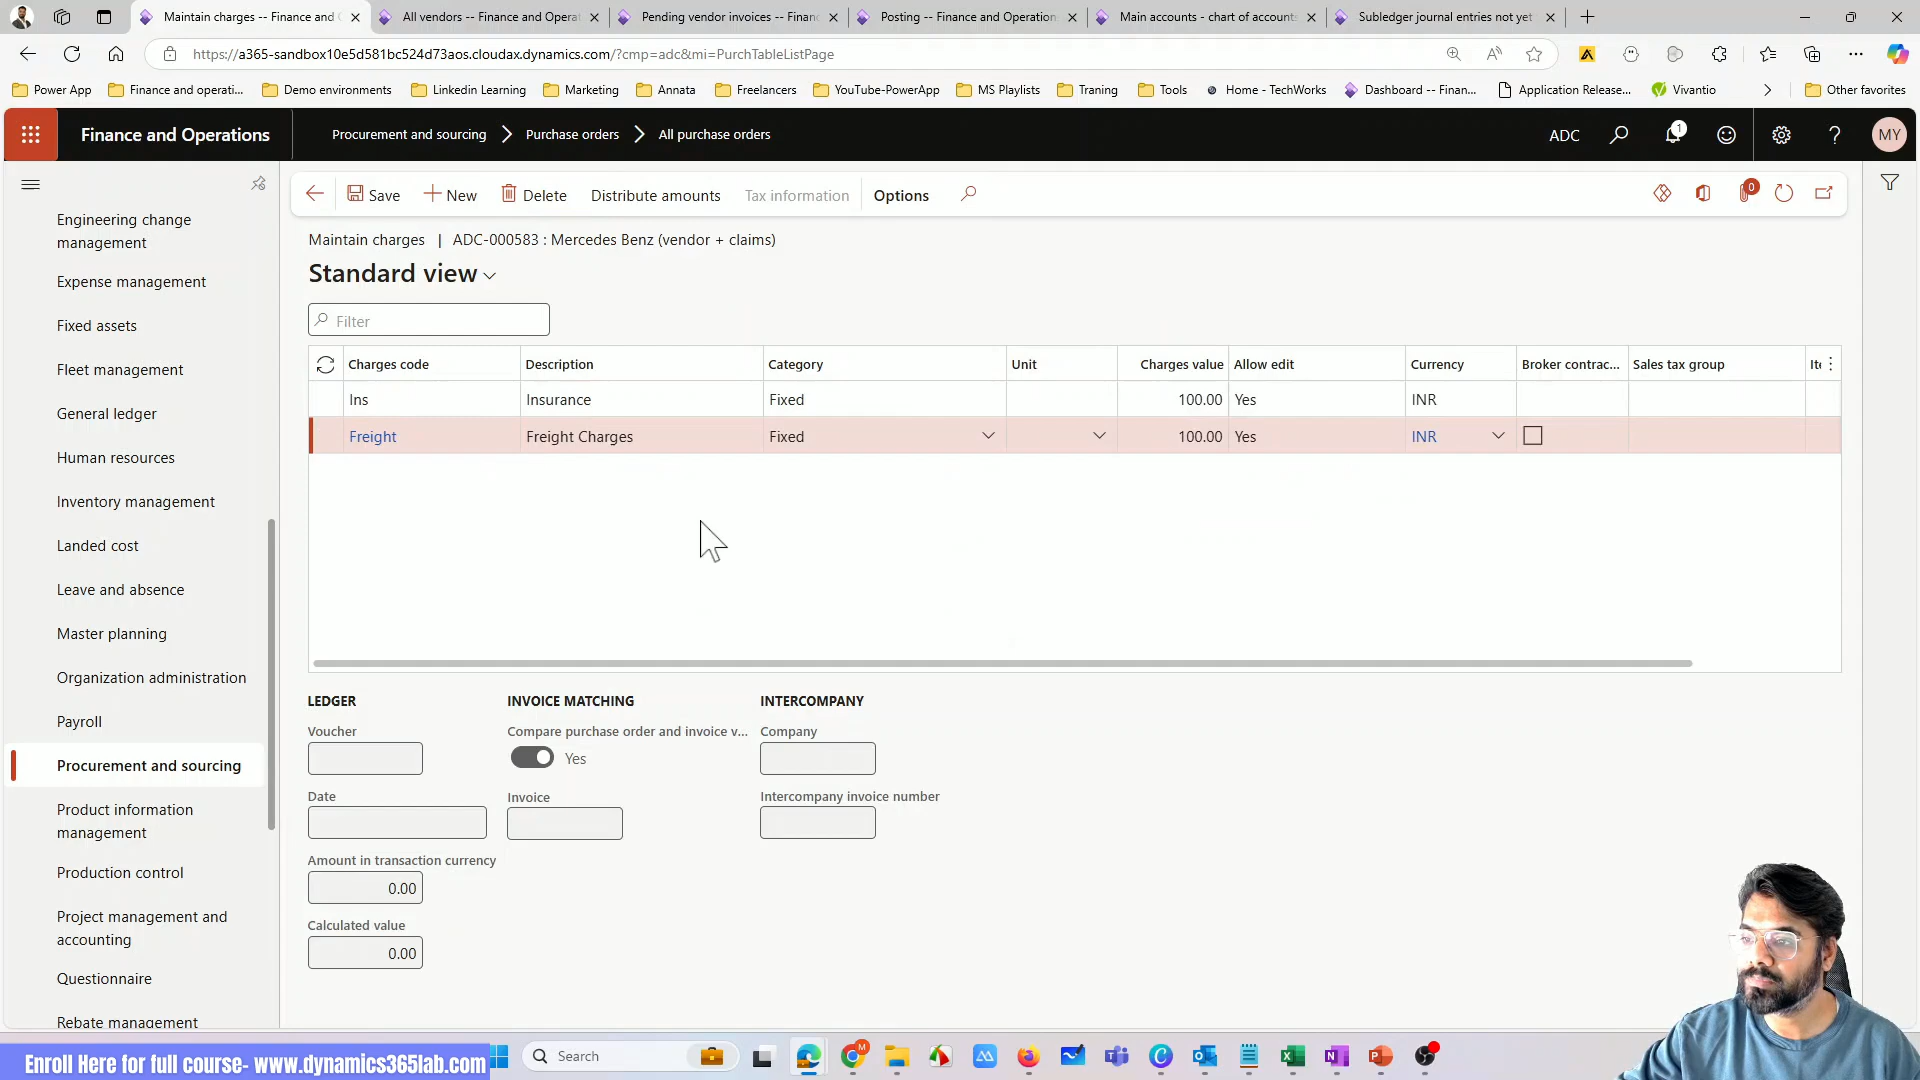 Maintain charges -- Finance and
All vendors -- Finance and Operat
Pending vendor invoices -- Finan
Posting -- Finance and Operation
Main accounts - chart of accounts
Subledger journal entries not yet
https://a365-sandbox10e5d581bc524d73aos.cloudax.dynamics.com/?cmp=adc&mi=PurchTableListPage
Power App
Finance and operati...
Demo environments
Linkedin Learning
Marketing
Annata
Freelancers
YouTube-PowerApp
MS Playlists
Traning
Tools
Home - TechWorks
Dashboard -- Finan...
Application Release...
Vivantio
Other favorites
Finance and Operations
Procurement and sourcing
Purchase orders
All purchase orders
ADC
1
?
MY
Save
New
Delete
Distribute amounts
Tax information
Options
0
Maintain charges | ADC-000583 : Mercedes Benz (vendor + claims)
Standard view
Filter
Charges code Description Category Unit Charges value Allow edit Currency Broker contrac... Sales tax group Ite
Ins Insurance Fixed 100.00 Yes INR
Freight Freight Charges Fixed 100.00 Yes INR
Engineering change
management
Expense management
Fixed assets
Fleet management
General ledger
Human resources
Inventory management
Landed cost
Leave and absence
Master planning
Organization administration
Payroll
Procurement and sourcing
Product information
management
Production control
Project management and
accounting
Questionnaire
Rebate management
LEDGER
Voucher
Date
Amount in transaction currency
0.00
Calculated value
0.00
INVOICE MATCHING
Compare purchase order and invoice v...
Yes
Invoice
INTERCOMPANY
Company
Intercompany invoice number
Enroll Here for full course- www.dynamics365lab.com
Search